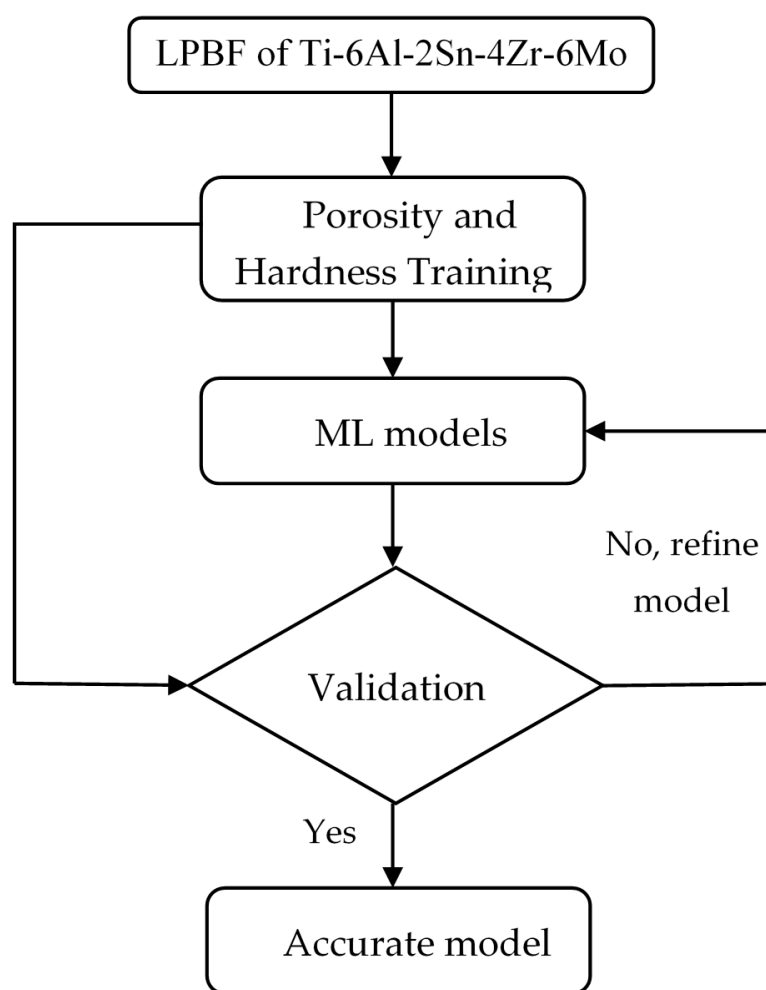 LPBF of Ti-6Al-2Sn-4Zr-6Mo
Porosity and
Hardness Training
ML models
No, refine
model
Validation
Yes
Accurate model